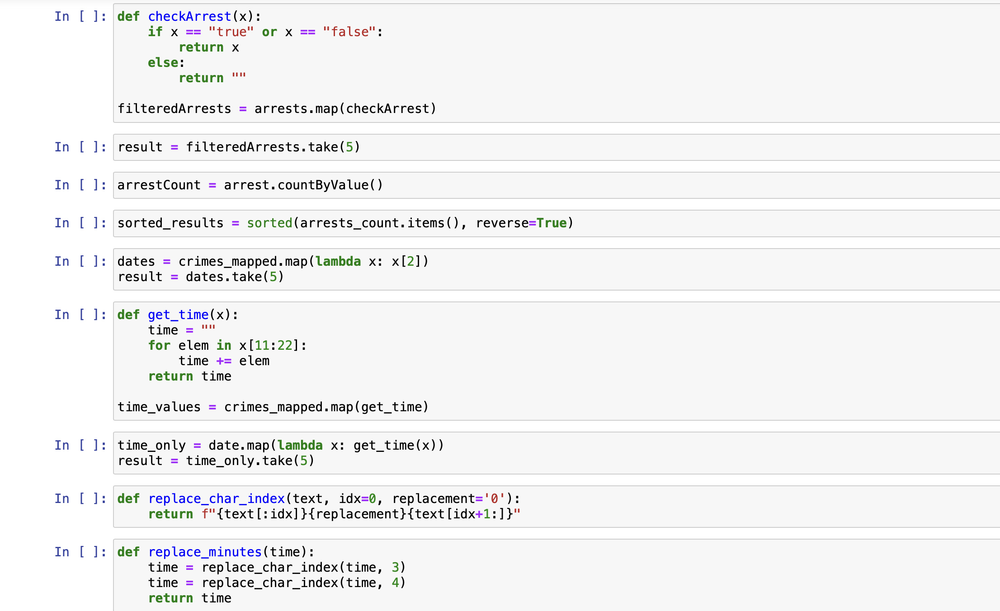 In [ ]: def checkArrest(x):
    if x == "true" or x == "false":
        return x
    else:
        return ""
filteredArrests = arrests.map(checkArrest)
In [ ]: result = filteredArrests.take(5)
In [ ]: arrestCount = arrest.countByValue()
In [ ]: sorted_results = sorted(arrests_count.items(), reverse=True)
In [ ]: dates = crimes_mapped.map(lambda x: x[2])
result = dates.take(5)
In [ ]: def get_time(x):
    time = ""
    for elem in x[11:22]:
        time += elem
    return time
time_values = crimes_mapped.map(get_time)
In [ ]: time_only = date.map(lambda x: get_time(x))
result = time_only.take(5)
In [ ]: def replace_char_index(text, idx=0, replacement='0'):
    return f"{text[:idx]}{replacement}{text[idx+1:]}"
In [ ]: def replace_minutes(time):
    time = replace_char_index(time, 3)
    time = replace_char_index(time, 4)
    return time